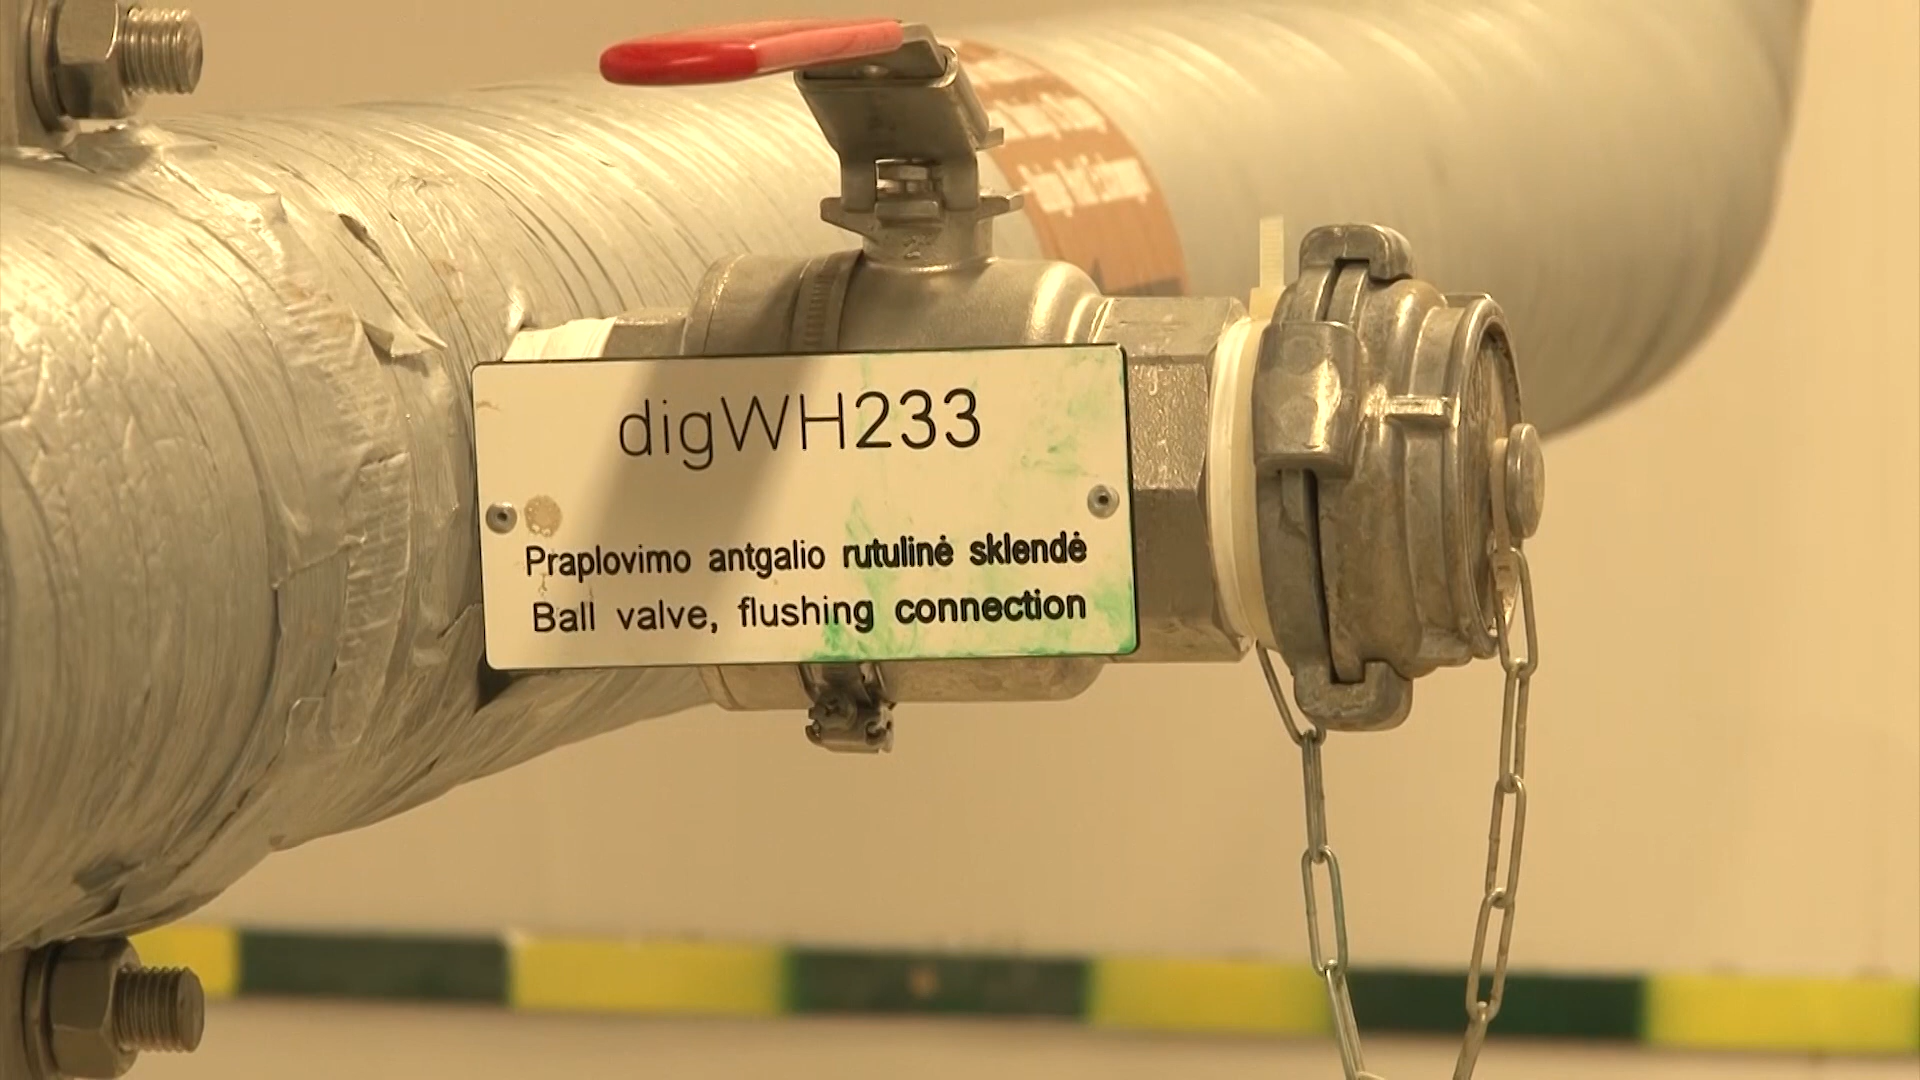 digWH233
Praplovimo antgalio rutulinė sklendė
Ball valve, flushing connection